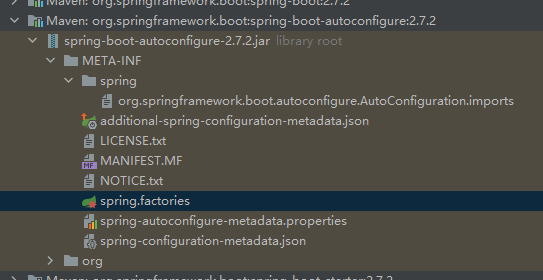 Maven: org.springframework.boot:spring-boot:2.7.2
Maven: org.springframework.boot:spring-boot-autoconfigure:2.7.2
spring-boot-autoconfigure-2.7.2.jar library root
META-INF
spring
org.springframework.boot.autoconfigure.AutoConfiguration.imports
additional-spring-configuration-metadata.json
LICENSE.txt
MF MANIFEST.MF
NOTICE.txt
spring.factories
spring-autoconfigure-metadata.properties
spring-configuration-metadata.json
org
Maven: org.springframework.boot:spring-boot-starter:2.7.2